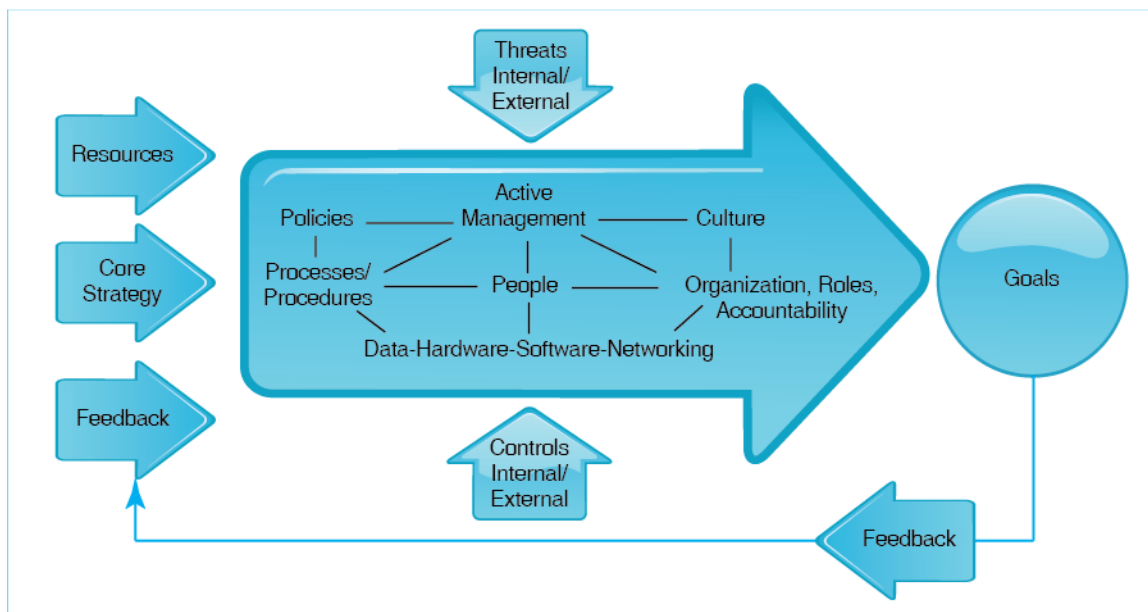 Threats
Internal/
External
Resources
Core
Strategy
Feedback
Active
Policies Management Culture
Processes/
Procedures
People
Organization, Roles,
Accountability
Data-Hardware-Software-Networking
Goals
Controls
Internal/
External
Feedback